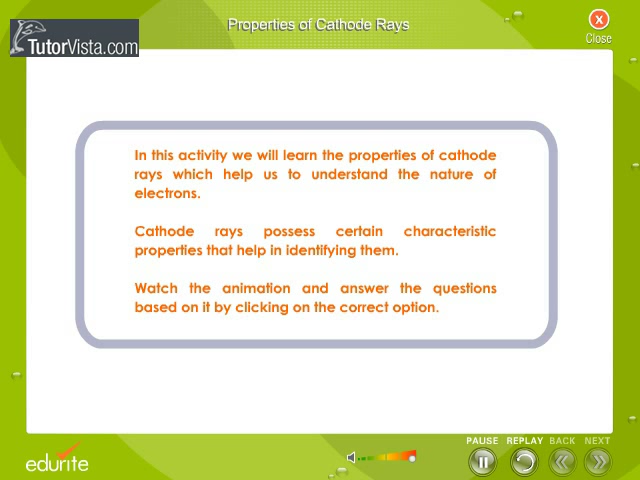 Properties of Cathode Rays
X
Close
TutorVista.com
In this activity we will learn the properties of cathode
rays which help us to understand the nature of
electrons.
Cathode rays possess certain characteristic
properties that help in identifying them.
Watch the animation and answer the questions
based on it by clicking on the correct option.
PAUSE REPLAY BACK NEXT
edurite